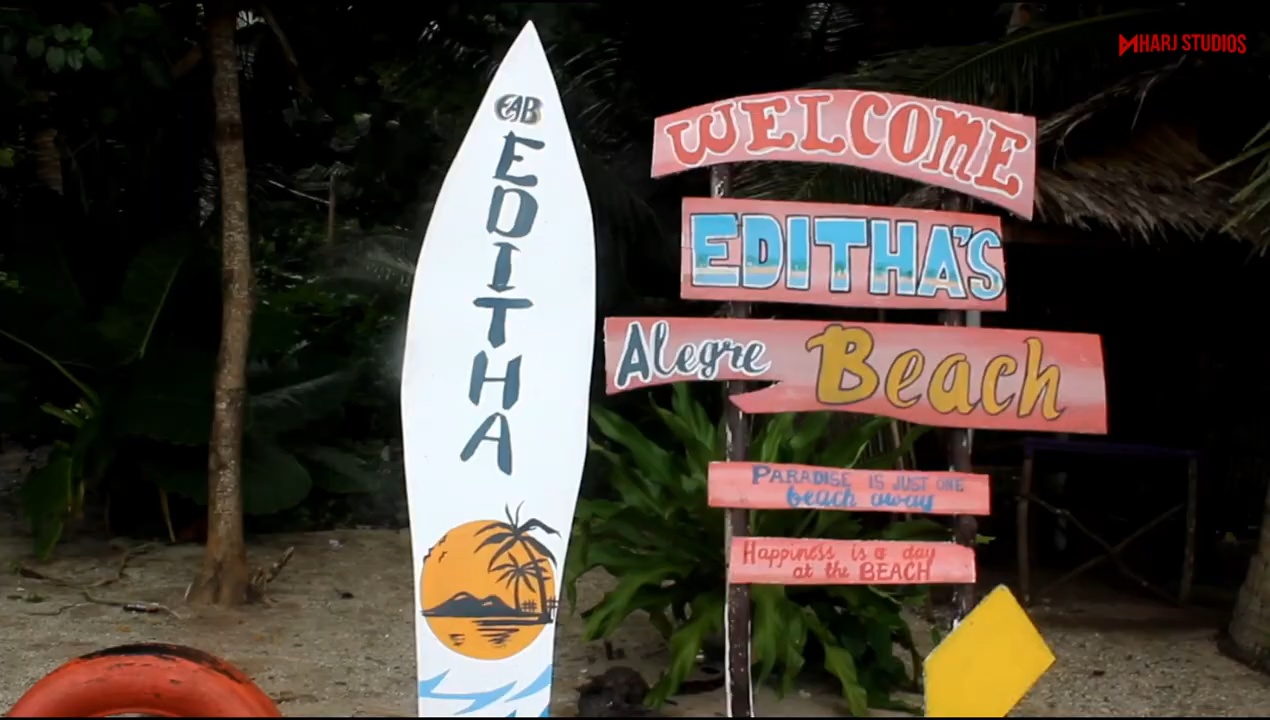 HARJ STUDIOS
EAB
EDITHA
WELCOME
EDITHA'S
Alegre Beach
PARADISE IS JUST ONE
beach away
Happiness is a day
at the BEACH